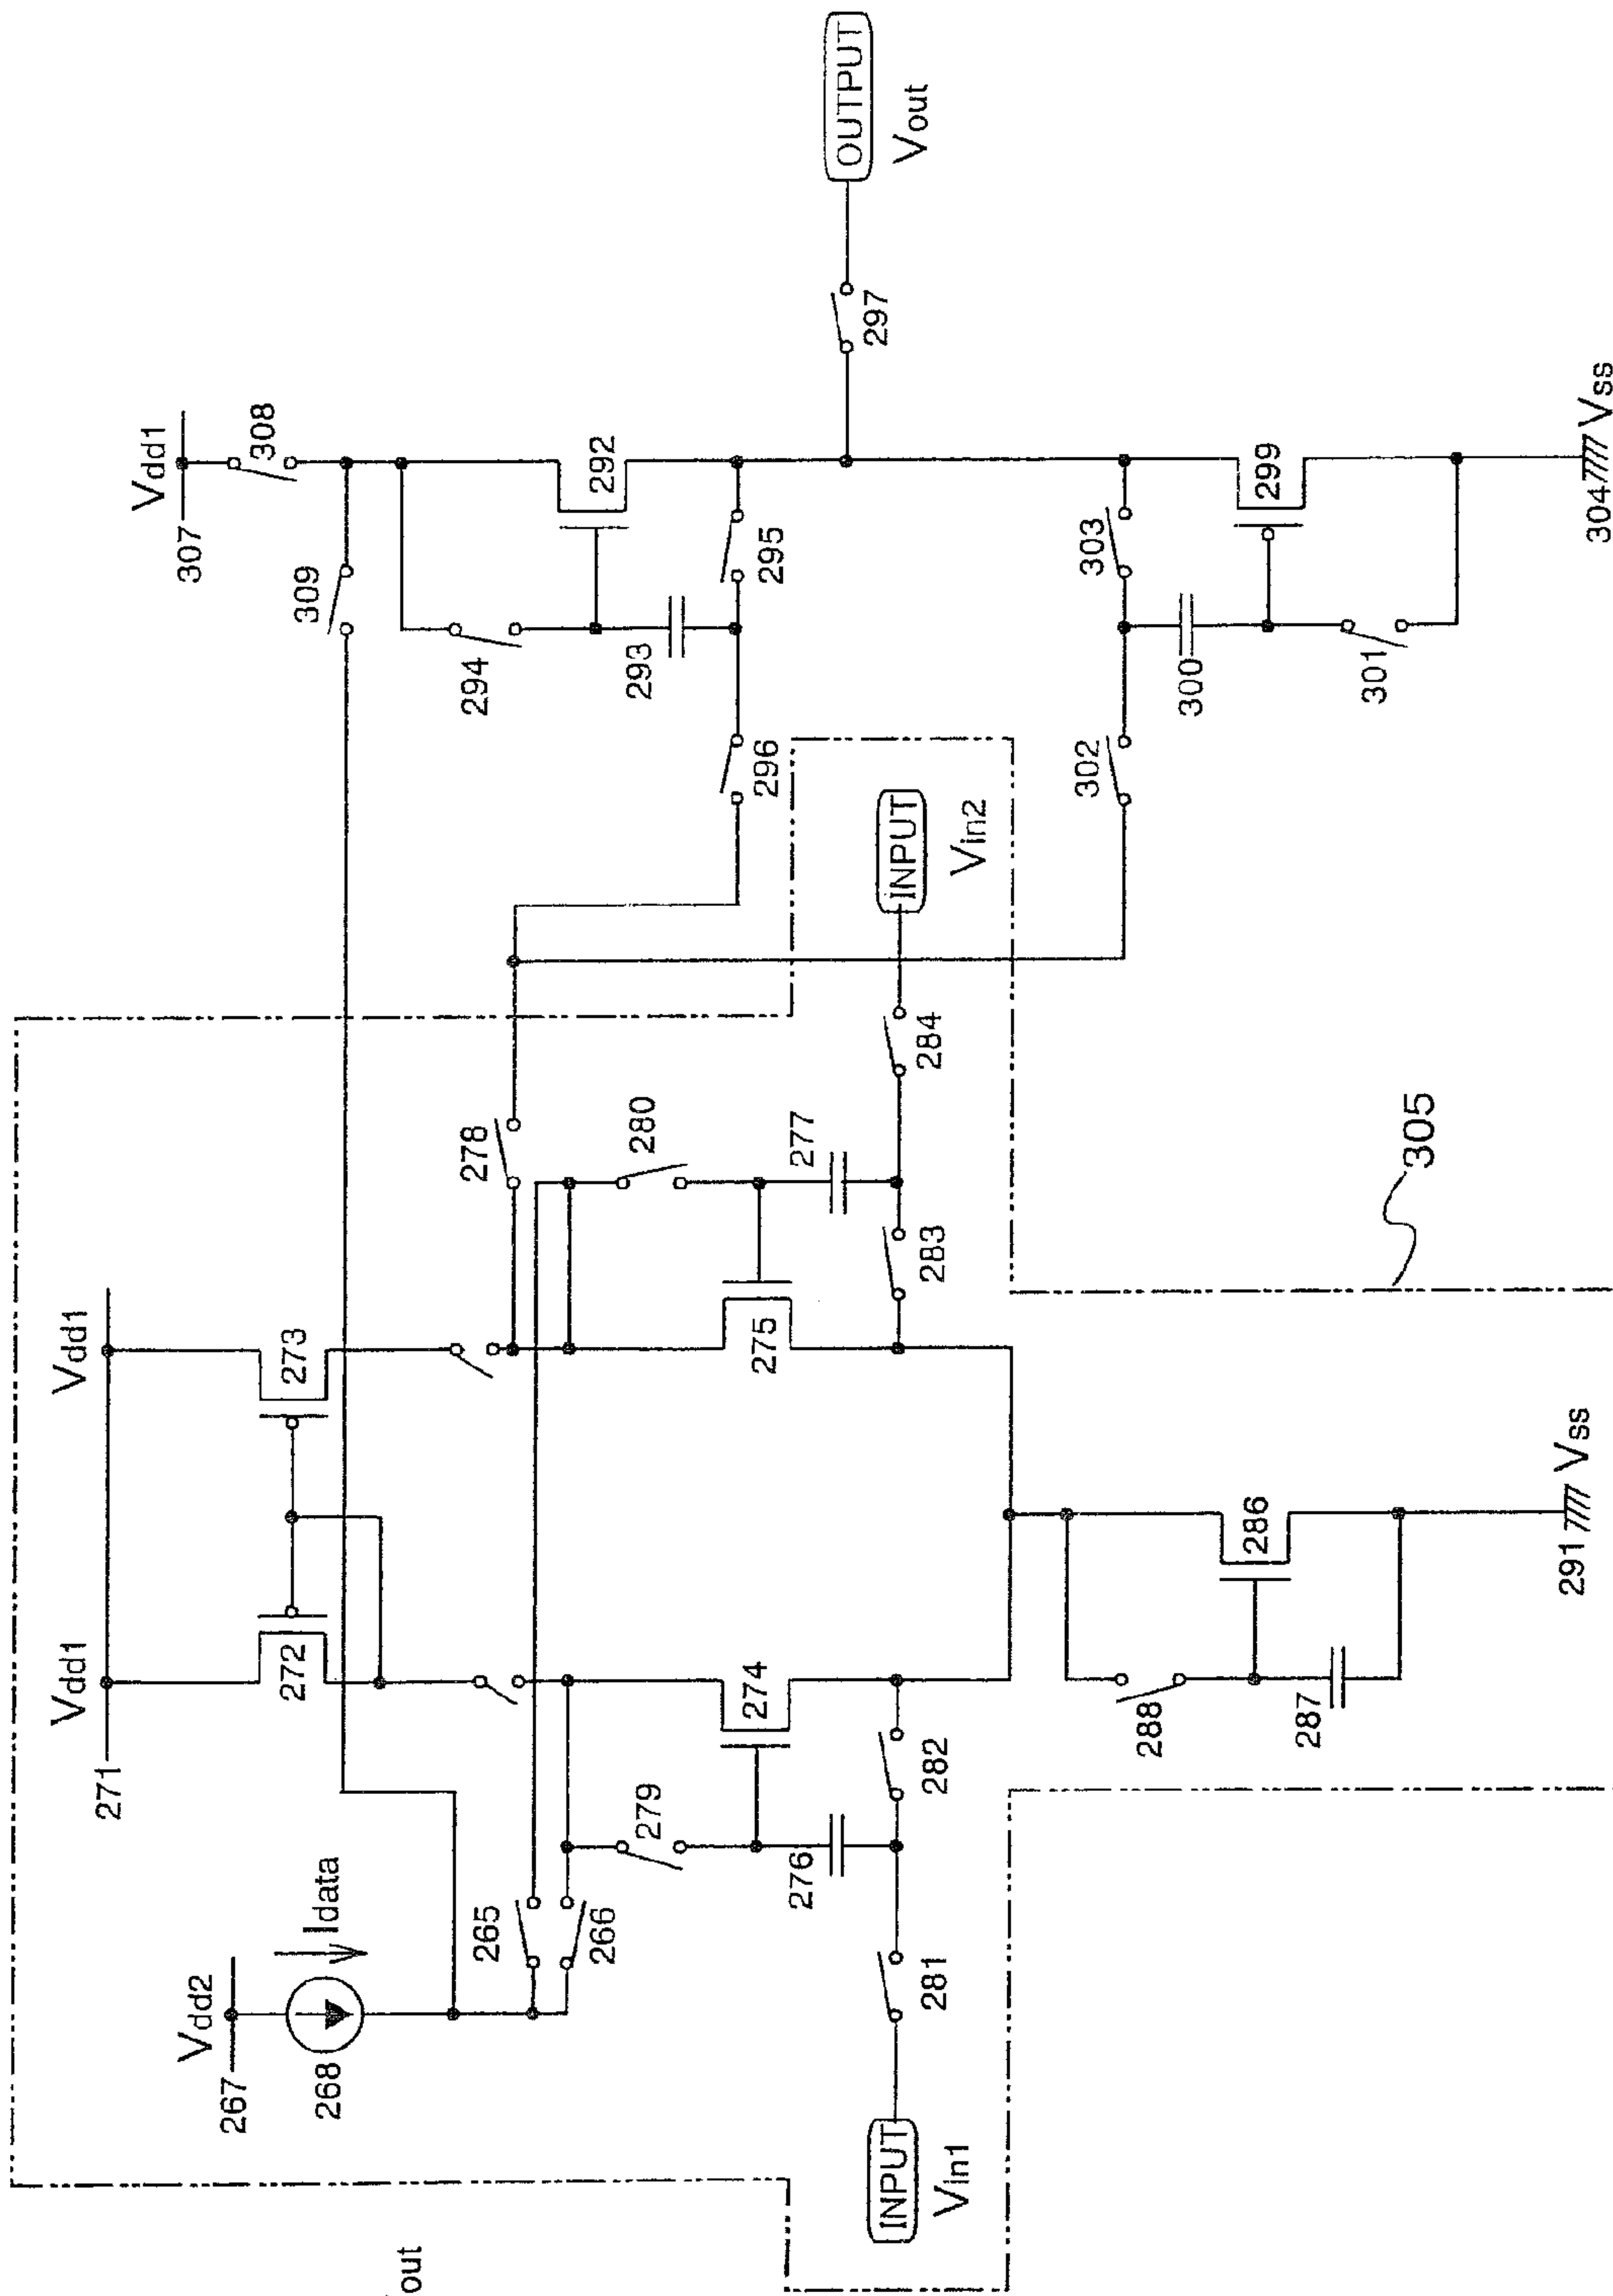 Vdd2
267
268
Idata
Vdd1
Vdd1
271
272
273
265
266
279
276
274
281
282
INPUT
Vin1
278
280
277
275
283
284
INPUT
Vin2
288
287
286
291
Vss
305
Vdd1
307
308
309
294
293
292
295
296
297
OUTPUT
Vout
302
303
300
301
299
304
Vss
out